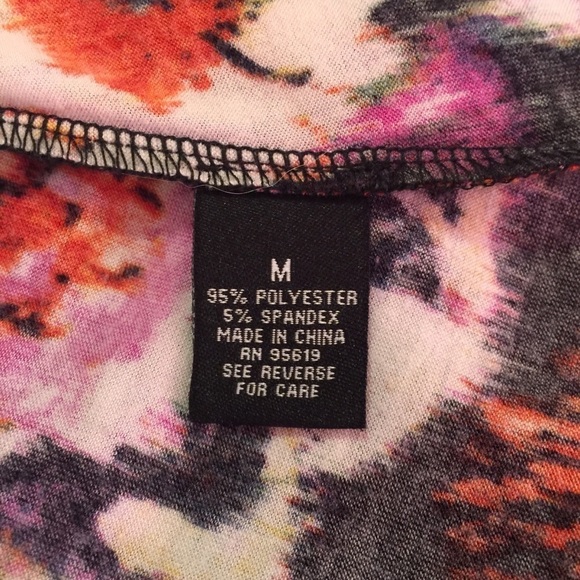 M
95% POLYESTER
5% SPANDEX
MADE IN CHINA
RN 95619
SEE REVERSE
FOR CARE